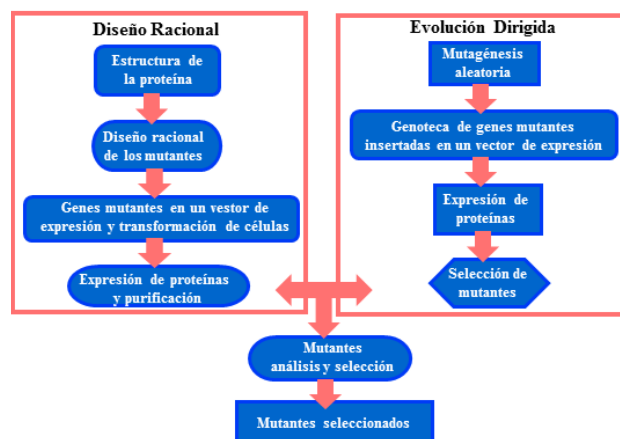 Diseño Racional
Estructura de
la proteína
Diseño racional
de los mutantes
Genes mutantes en un vestor de
expresión y transformación de células
Expresión de proteínas
y purificación
Evolución Dirigida
Mutagénesis
aleatoria
Genoteca de genes mutantes
insertadas en un vector de expresión
Expresión de
proteínas
Selección de
mutantes
Mutantes
análisis y selección
Mutantes seleccionados